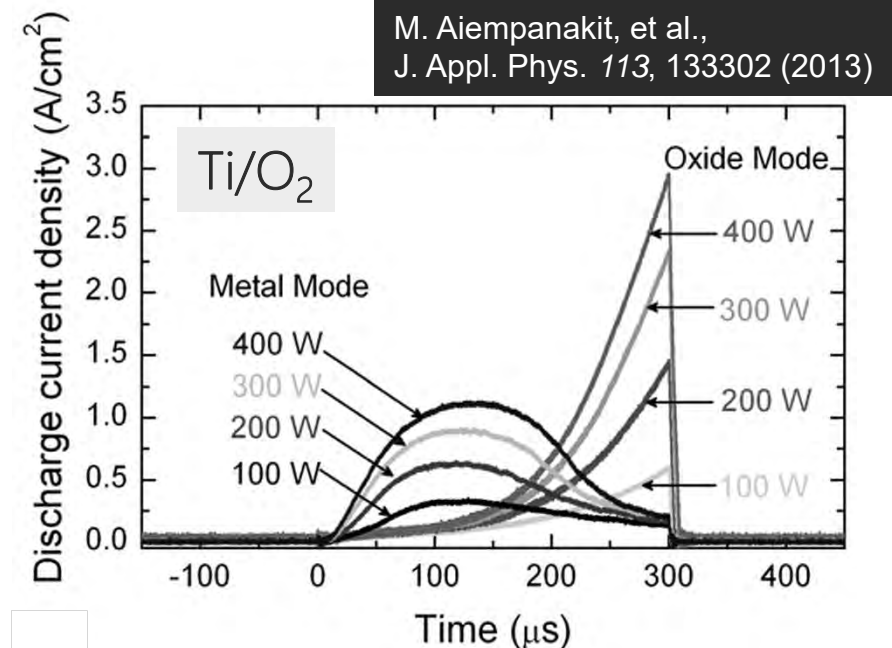 M. Aiempanakit, et al.,
J. Appl. Phys. 113, 133302 (2013)
Discharge current density (A/cm²)
3.5
3.0
2.5
2.0
1.5
1.0
0.5
0.0
Ti/O₂
Oxide Mode
400 W
300 W
200 W
100 W
Metal Mode
400 W
300 W
200 W
100 W
-100
0
100
200
300
400
Time (μs)